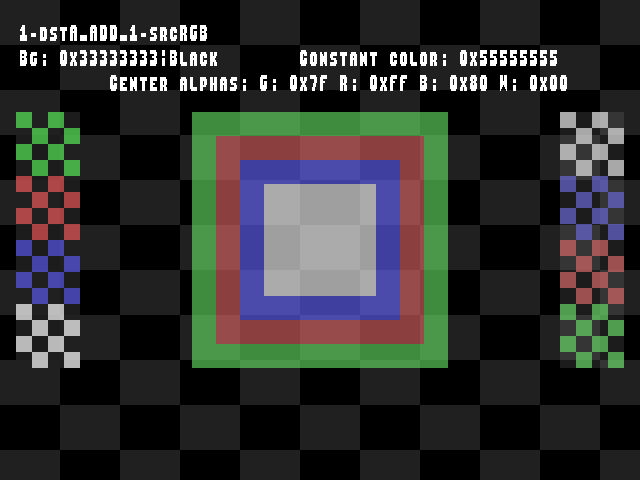 1-dstA_ADD_1-srcRGB
Bg: 0x33333333¦Black Constant color: 0x55555555
Center alphas: G: 0x7F R: 0xFF B: 0x80 W: 0x00